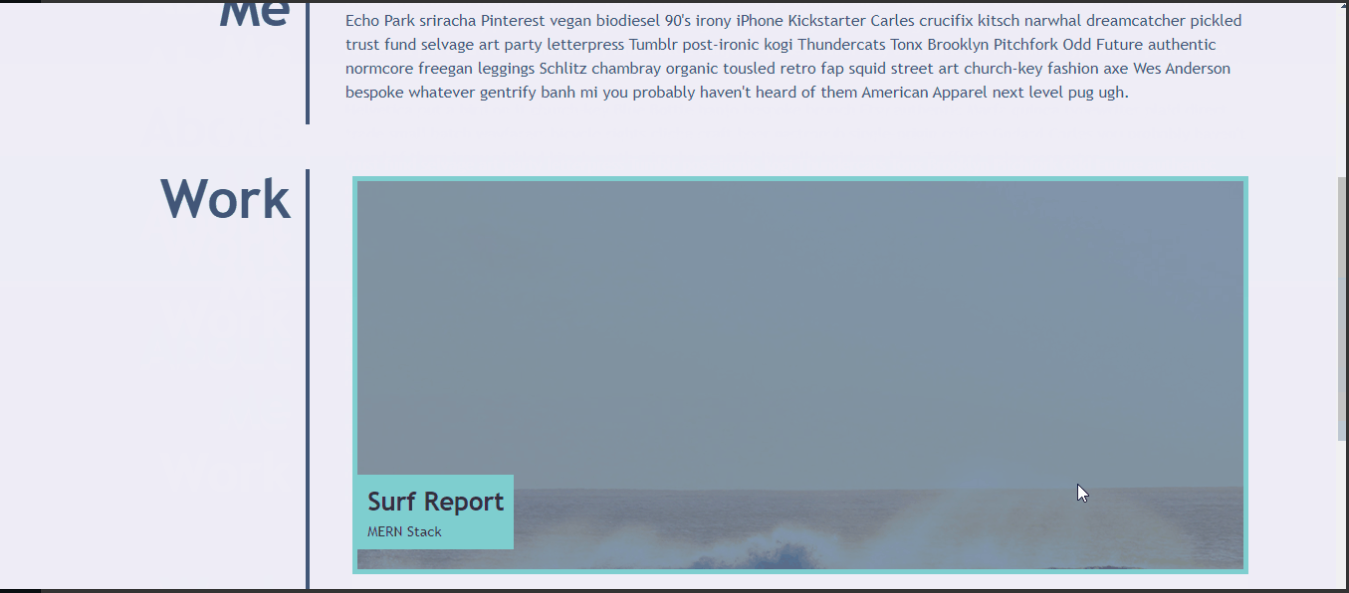 Me
Echo Park sriracha Pinterest vegan biodiesel 90's irony iPhone Kickstarter Carles crucifix kitsch narwhal dreamcatcher pickled
trust fund selvage art party letterpress Tumblr post-ironic kogi Thundercats Tonx Brooklyn Pitchfork Odd Future authentic
normcore freegan leggings Schlitz chambray organic tousled retro fap squid street art church-key fashion axe Wes Anderson
bespoke whatever gentrify banh mi you probably haven't heard of them American Apparel next level pug ugh.
Work
Surf Report
MERN Stack